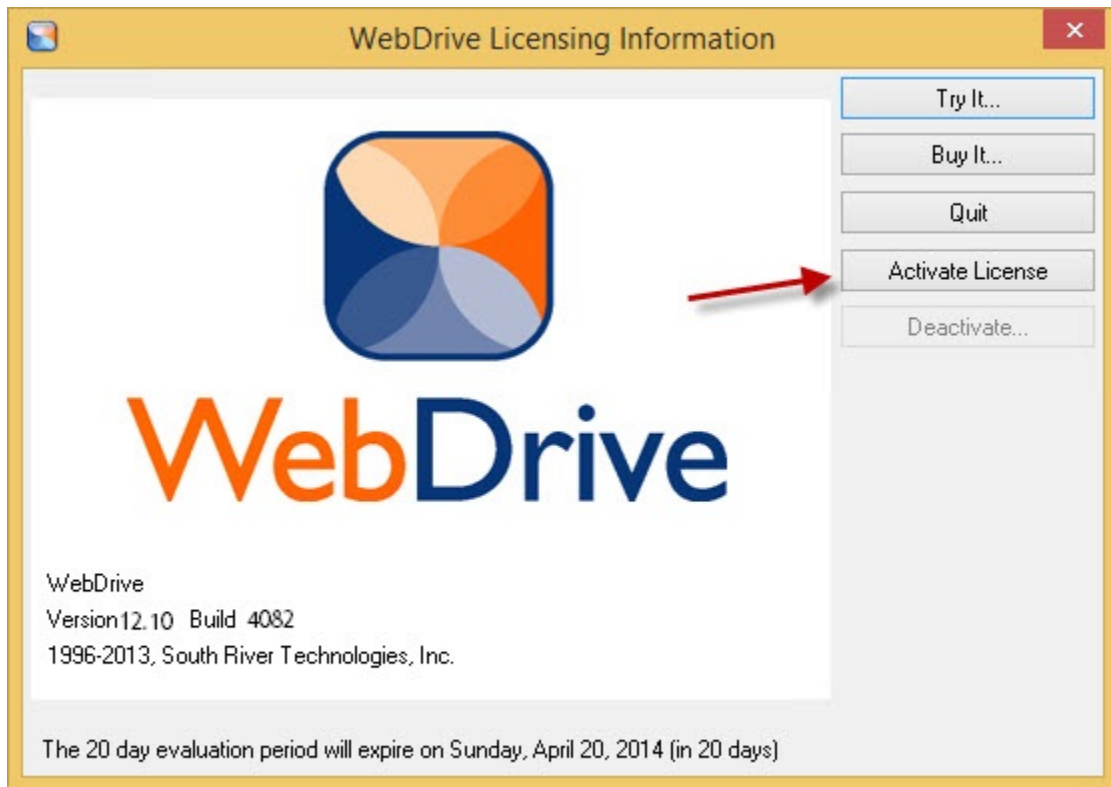 WebDrive Licensing Information
Try It...
Buy It...
Quit
Activate License
Deactivate...
WebDrive
WebDrive
Version12.10 Build 4082
1996-2013, South River Technologies, Inc.
The 20 day evaluation period will expire on Sunday, April 20, 2014 (in 20 days)